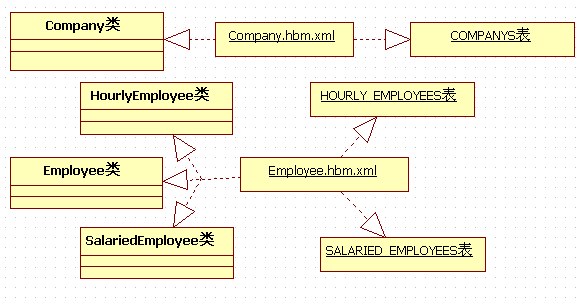 Company类
Company.hbm.xml
COMPANYS表
HourlyEmployee类
HOURLY_EMPLOYEES表
Employee类
Employee.hbm.xml
SalariedEmployee类
SALARIED_EMPLOYEES表